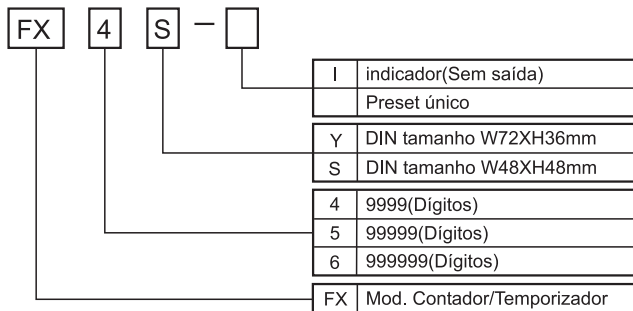 FX 4 S –
I indicador(Sem saída)
Preset único
Y DIN tamanho W72XH36mm
S DIN tamanho W48XH48mm
4 9999(Dígitos)
5 99999(Dígitos)
6 999999(Dígitos)
FX Mod. Contador/Temporizador